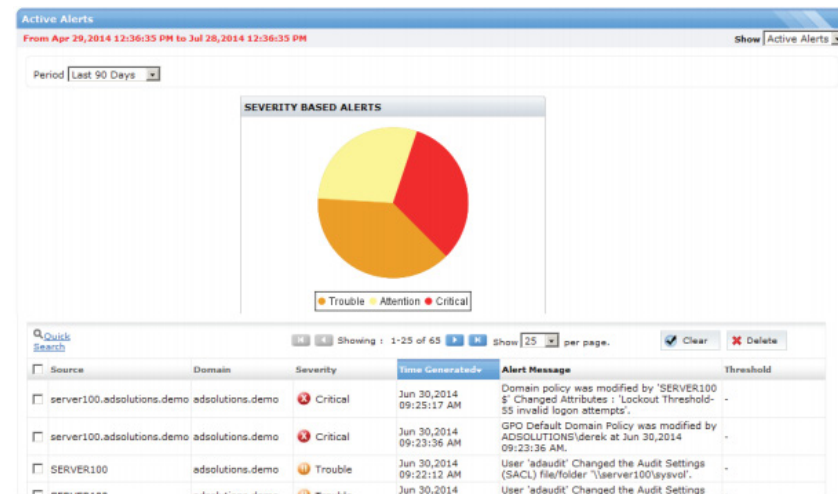 Active Alerts
From Apr 29,2014 12:36:35 PM to Jul 28,2014 12:36:35 PM
Show Active Alerts
Period Last 90 Days
SEVERITY BASED ALERTS
Trouble Attention Critical
Quick
Search
Showing : 1-25 of 65 Show 25 per page.
Clear
Delete
Source Domain Severity Time Generated Alert Message Threshold
server100.adsolutions.demo adsolutions.demo Critical
Jun 30,2014
09:25:17 AM
Domain policy was modified by 'SERVER100
$' Changed Attributes : 'Lockout Threshold-
55 invalid logon attempts'.
-
server100.adsolutions.demo adsolutions.demo Critical
Jun 30,2014
09:23:36 AM
GPO Default Domain Policy was modified by
ADSOLUTIONS\derek at Jun 30,2014
09:23:36 AM.
-
SERVER100 adsolutions.demo Trouble
Jun 30,2014
09:22:12 AM
User 'adaudit' Changed the Audit Settings
(SACL) file/folder '\\server100\sysvol'.
-
Jun 30,2014
User 'adaudit' Changed the Audit Settings